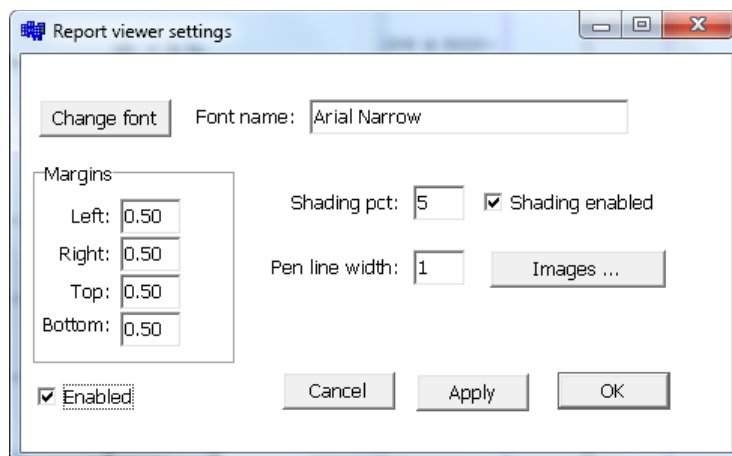 Report viewer settings
Change font Font name: Arial Narrow
Margins
Left: 0.50
Right: 0.50
Top: 0.50
Bottom: 0.50
Shading pct: 5 Shading enabled
Pen line width: 1 Images ...
Enabled
Cancel Apply OK